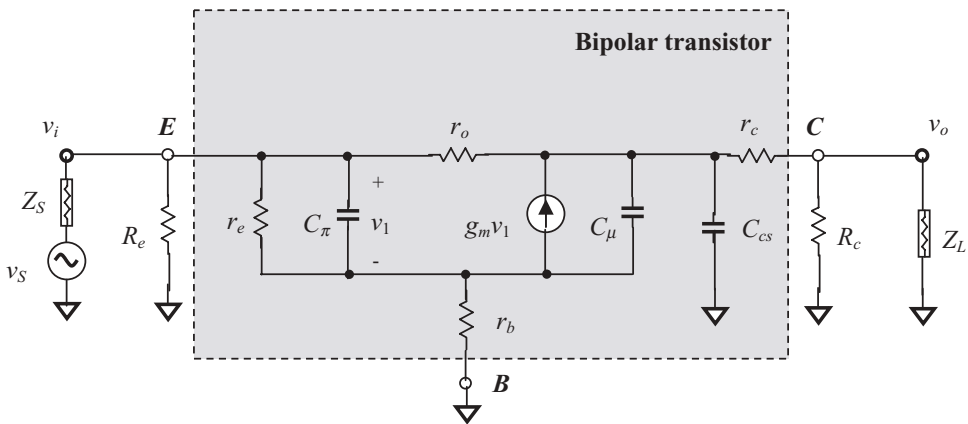 Bipolar transistor
v_i E r_o r_c C v_o
+
Z_S R_e r_e C_π v_1 g_m v_1 C_μ C_cs R_c Z_L
-
v_S
r_b
B